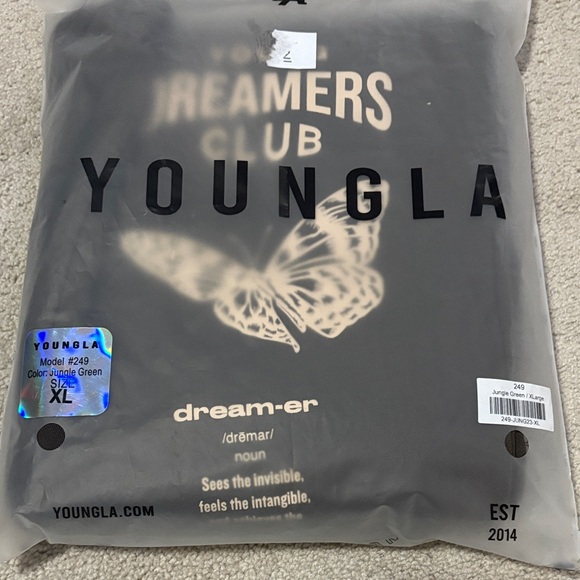 DREAMERS
CLUB
YOUNGLA
YOUNGLA
Model #249
Color: Jungle Green
SIZE
XL
249
Jungle Green / XLarge
249-JUNG23 XL
dream-er
/drēmar/
noun
Sees the invisible,
feels the intangible,
YOUNGLA.COM
EST
2014